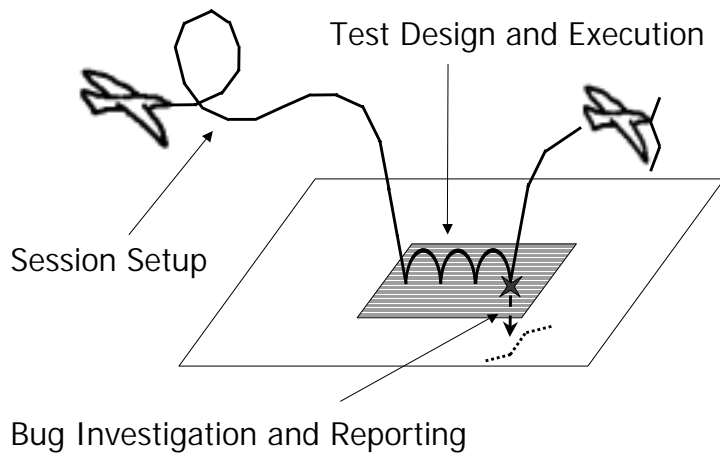 Test Design and Execution
Session Setup
Bug Investigation and Reporting